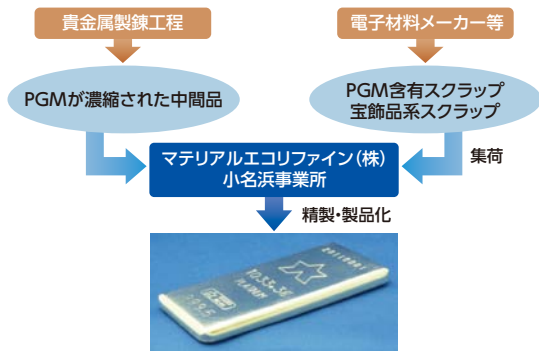 貴金属製錬工程
電子材料メーカー等
PGMが濃縮された中間品
PGM含有スクラップ
宝飾品系スクラップ
マテリアルエコリファイン（株）
小名浜事業所
集荷
精製・製品化
PLATINUM